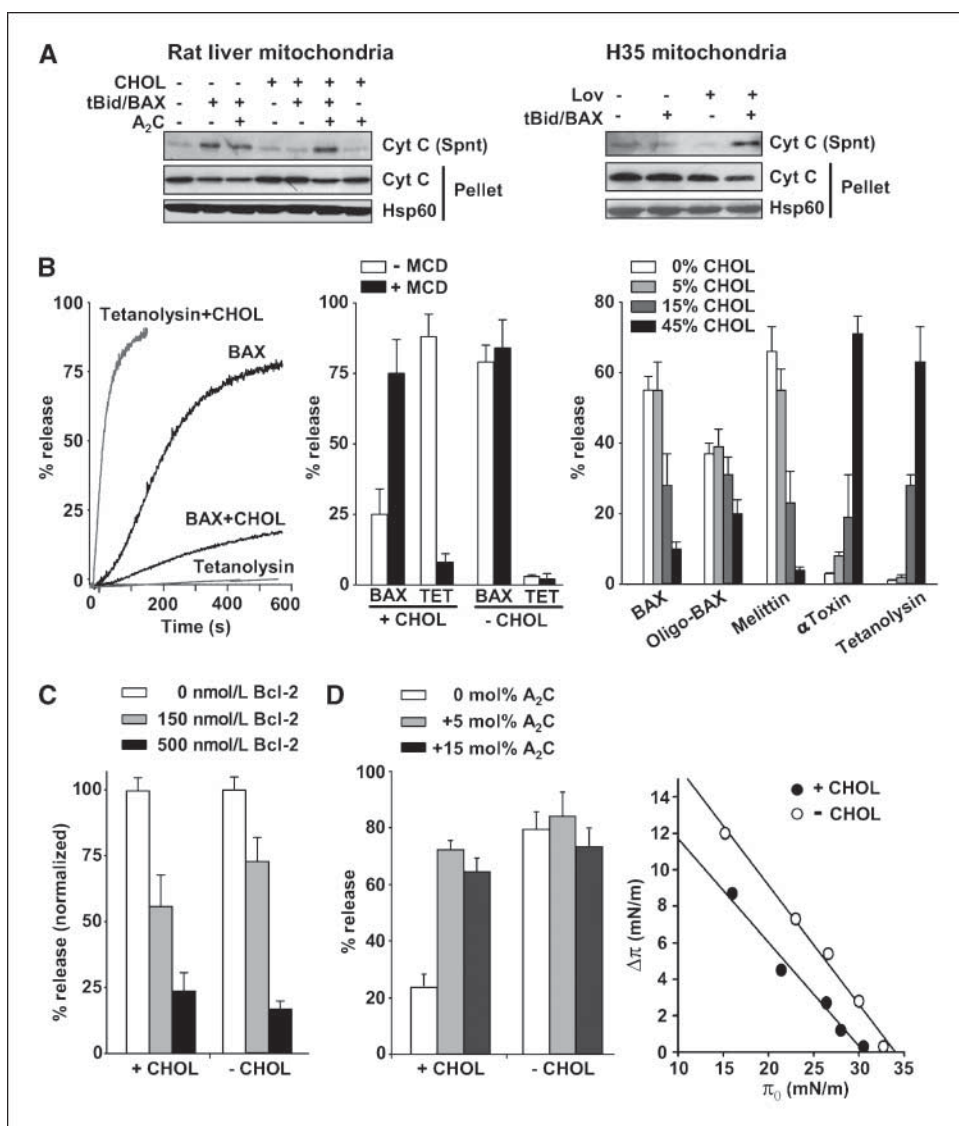 A
Rat liver mitochondria
CHOL - - - + + + +
tBid/BAX - + + - + + -
A2C + + +
Cyt C (Spnt)
Cyt C
Hsp60
Pellet
H35 mitochondria
Lov - - + +
tBid/BAX - + - +
Cyt C (Spnt)
Cyt C
Hsp60
Pellet
B
% release
100
75
50
25
0
Tetanolysin+CHOL
BAX
BAX+CHOL
Tetanolysin
0 200 400 600
Time (s)
- MCD
+ MCD
% release
100
75
50
25
0
BAX TET BAX TET
+ CHOL - CHOL
0% CHOL
5% CHOL
15% CHOL
45% CHOL
% release
80
60
40
20
0
BAX
Oligo-BAX
Melittin
αToxin
Tetanolysin
C
0 nmol/L Bcl-2
150 nmol/L Bcl-2
500 nmol/L Bcl-2
% release (normalized)
100
75
50
25
0
+ CHOL - CHOL
D
0 mol% A2C
+5 mol% A2C
+15 mol% A2C
% release
100
80
60
40
20
0
+ CHOL - CHOL
+ CHOL
- CHOL
Δπ (mN/m)
14
12
10
8
6
4
2
0
10 15 20 25 30 35
π0 (mN/m)